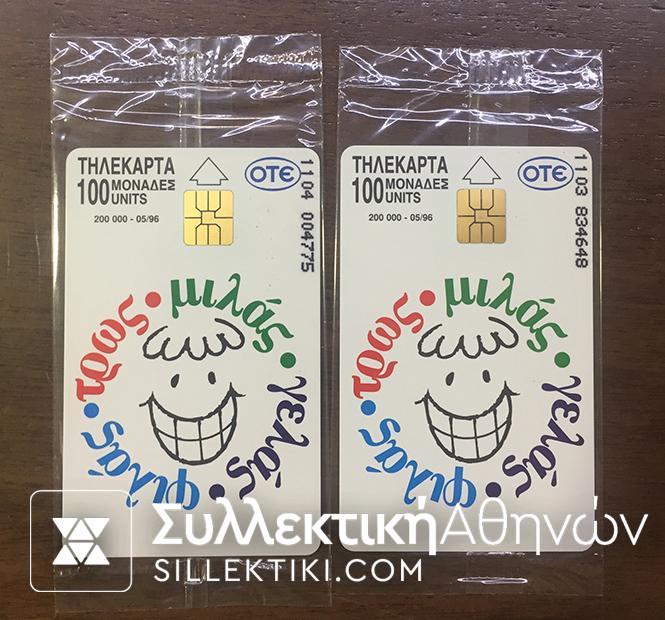 ΤΗΛΕΚΑΡΤΑ
100 ΜΟΝΑΔΕΣ
UNITS
200 000 - 05/96
ΟΤΕ
1104 004775
τρως • μιλάς • γελάς • φιλάς •
ΤΗΛΕΚΑΡΤΑ
100 ΜΟΝΑΔΕΣ
UNITS
200 000 - 05/96
ΟΤΕ
1103 834648
τρως • μιλάς • γελάς • φιλάς •
ΣυλλεκτικήΑθηνών
SILLEKTIKI.COM